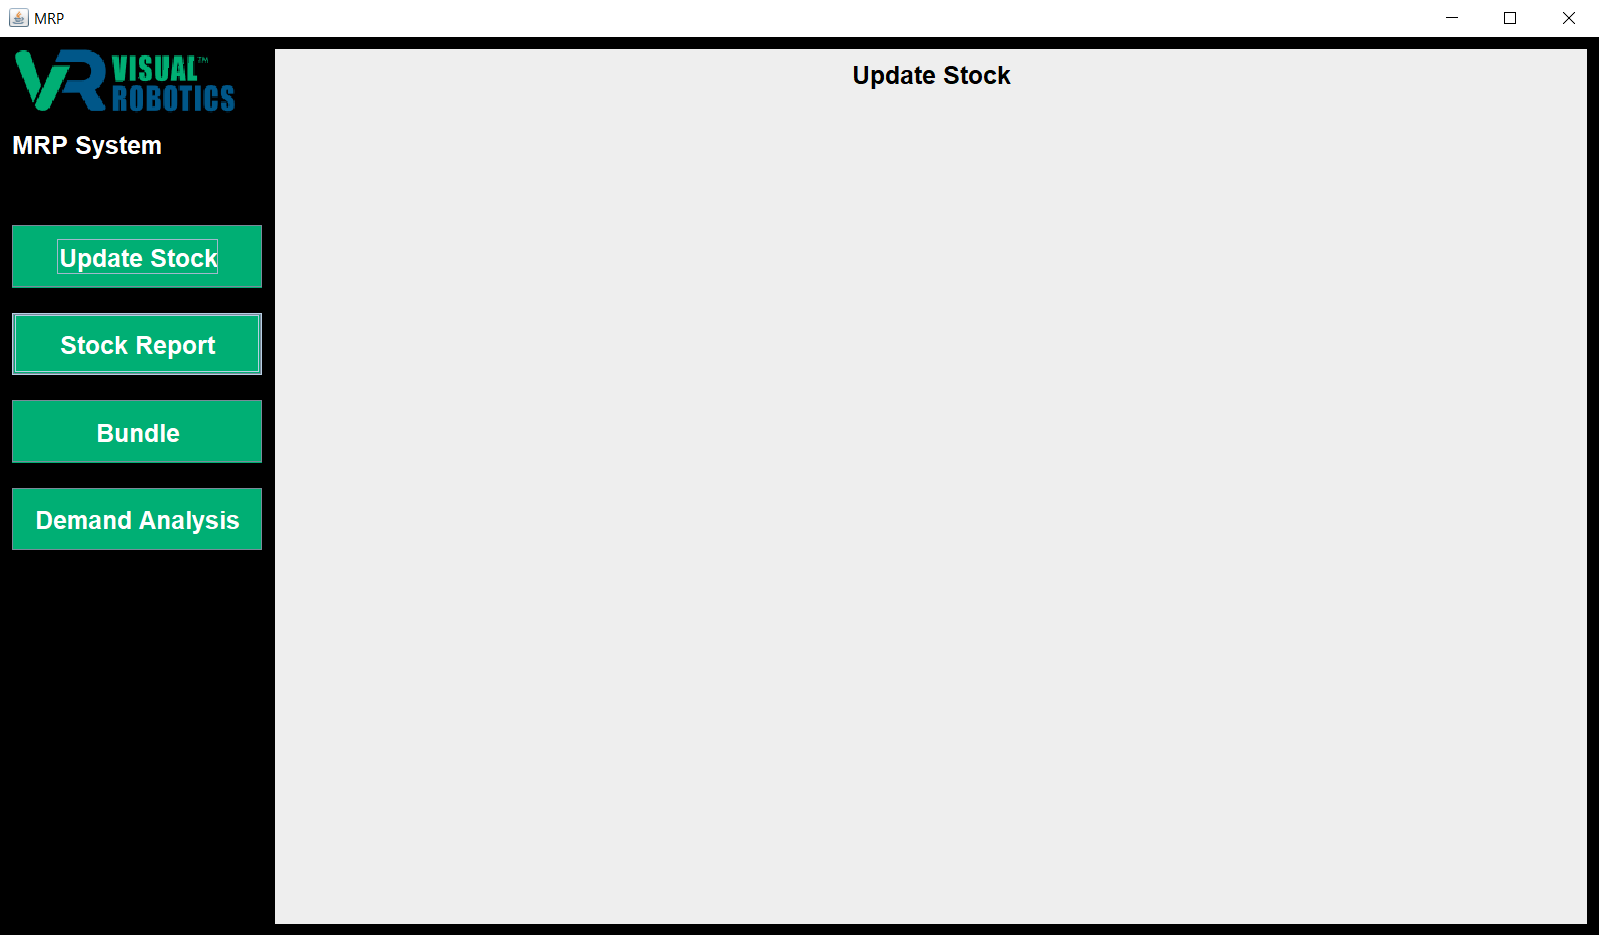 MRP
VISUAL™
ROBOTICS
MRP System
Update Stock
Stock Report
Bundle
Demand Analysis
Update Stock